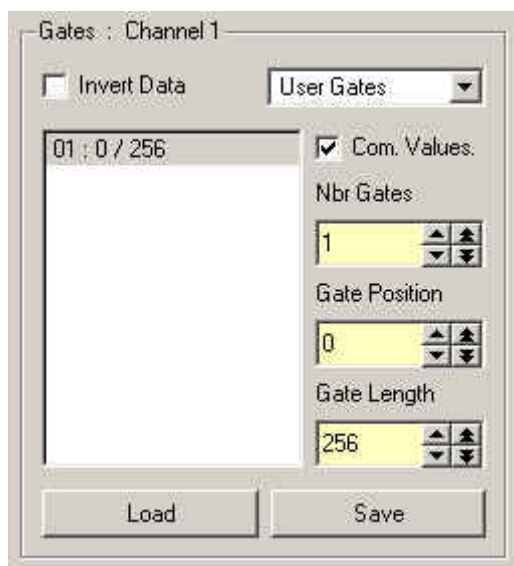 Gates : Channel 1
Invert Data
User Gates
01 : 0 / 256
Com. Values.
Nbr Gates
1
Gate Position
0
Gate Length
256
Load
Save